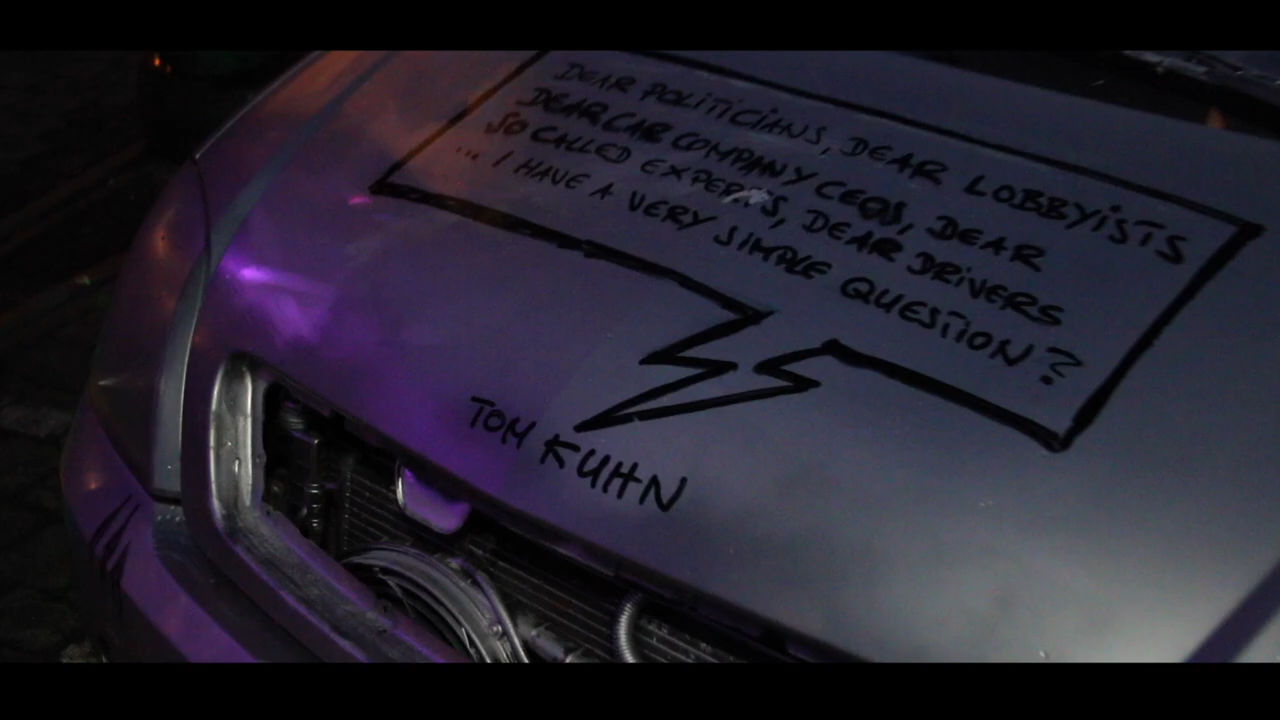 DEAR POLITICIANS, DEAR LOBBYISTS
DEAR CAR COMPANY CEOS, DEAR
SO CALLED EXPERTS, DEAR DRIVERS
... I HAVE A VERY SIMPLE QUESTION?
TOM KUHN